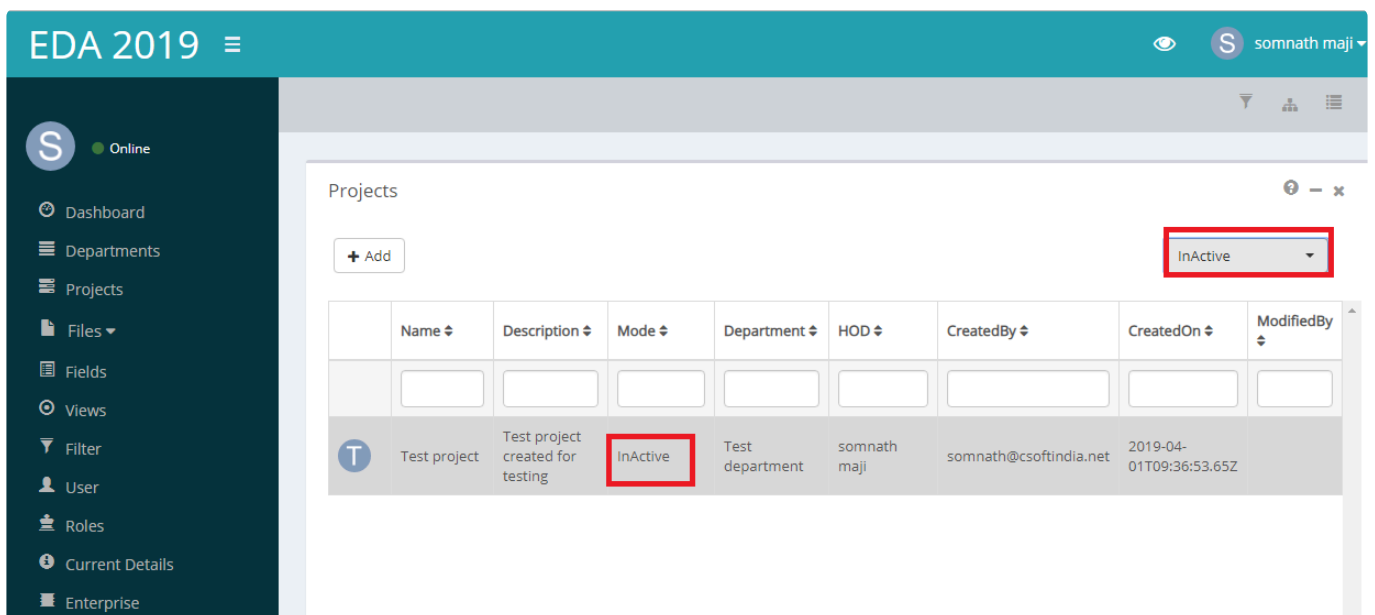 EDA 2019
S somnath maji
S Online
Dashboard
Departments
Projects
Files
Fields
Views
Filter
User
Roles
Current Details
Enterprise
Projects
Add
InActive
Name Description Mode Department HOD CreatedBy CreatedOn ModifiedBy
T Test project
Test project
created for
testing
InActive
Test
department
somnath
maji
somnath@csoftindia.net
2019-04-
01T09:36:53.65Z